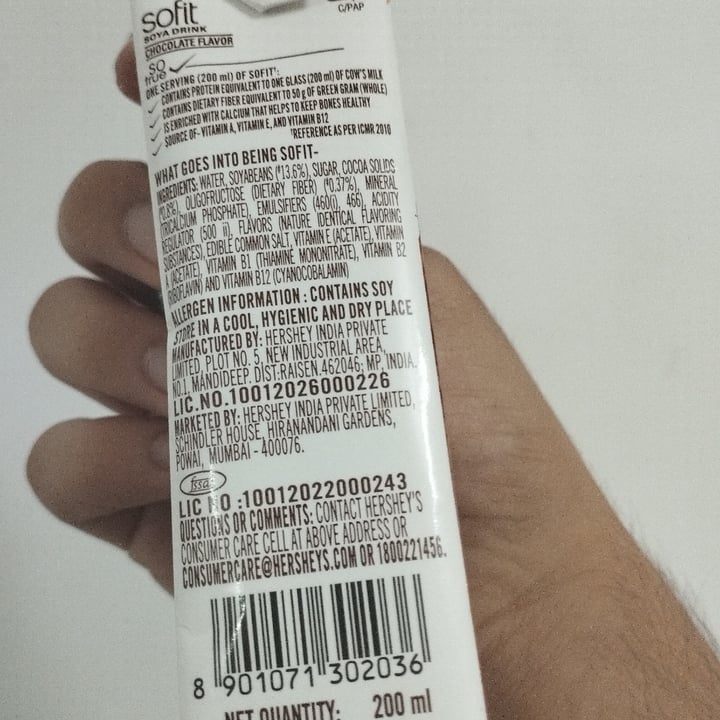 C/PAP
sofit
SOYA DRINK
CHOCOLATE FLAVOR
so
true
ONE SERVING (200 ml) OF SOFIT†:
CONTAINS PROTEIN EQUIVALENT TO ONE GLASS (200 ml) OF COW'S MILK
CONTAINS DIETARY FIBER EQUIVALENT TO 50 g OF GREEN GRAM (WHOLE)
IS ENRICHED WITH CALCIUM THAT HELPS TO KEEP BONES HEALTHY
SOURCE OF- VITAMIN A, VITAMIN E, AND VITAMIN B12
†REFERENCE AS PER ICMR 2010
WHAT GOES INTO BEING SOFIT-
INGREDIENTS: WATER, SOYABEANS (*13.6%), SUGAR, COCOA SOLIDS
OLIGOFRUCTOSE (DIETARY FIBER) (*0.37%), MINERAL
(TRICALCIUM PHOSPHATE), EMULSIFIERS (460(i), 466), ACIDITY
REGULATOR (500 ii), FLAVORS (NATURE IDENTICAL FLAVORING
SUBSTANCES), EDIBLE COMMON SALT, VITAMIN E (ACETATE), VITAMIN
A (ACETATE), VITAMIN B1 (THIAMINE MONONITRATE), VITAMIN B2
(RIBOFLAVIN) AND VITAMIN B12 (CYANOCOBALAMIN)
ALLERGEN INFORMATION : CONTAINS SOY
STORE IN A COOL, HYGIENIC AND DRY PLACE
MANUFACTURED BY: HERSHEY INDIA PRIVATE
LIMITED, PLOT NO. 5, NEW INDUSTRIAL AREA,
NO.1, MANDIDEEP. DIST.RAISEN.462046; MP, INDIA.
LIC.NO.10012026000226
MARKETED BY: HERSHEY INDIA PRIVATE LIMITED,
SCHINDLER HOUSE, HIRANANDANI GARDENS,
POWAI, MUMBAI - 400076.
fssai
LIC NO :10012022000243
QUESTIONS OR COMMENTS: CONTACT HERSHEY'S
CONSUMER CARE CELL AT ABOVE ADDRESS OR
CONSUMERCARE@HERSHEYS.COM OR 1800221456.
8 901071 302036
NET QUANTITY: 200 ml